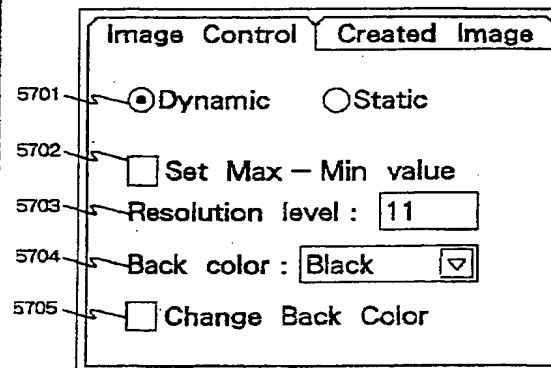 Image Control Created Image
5701 Dynamic Static
5702 Set Max-Min value
5703 Resolution level: 11
5704 Back color: Black
5705 Change Back Color